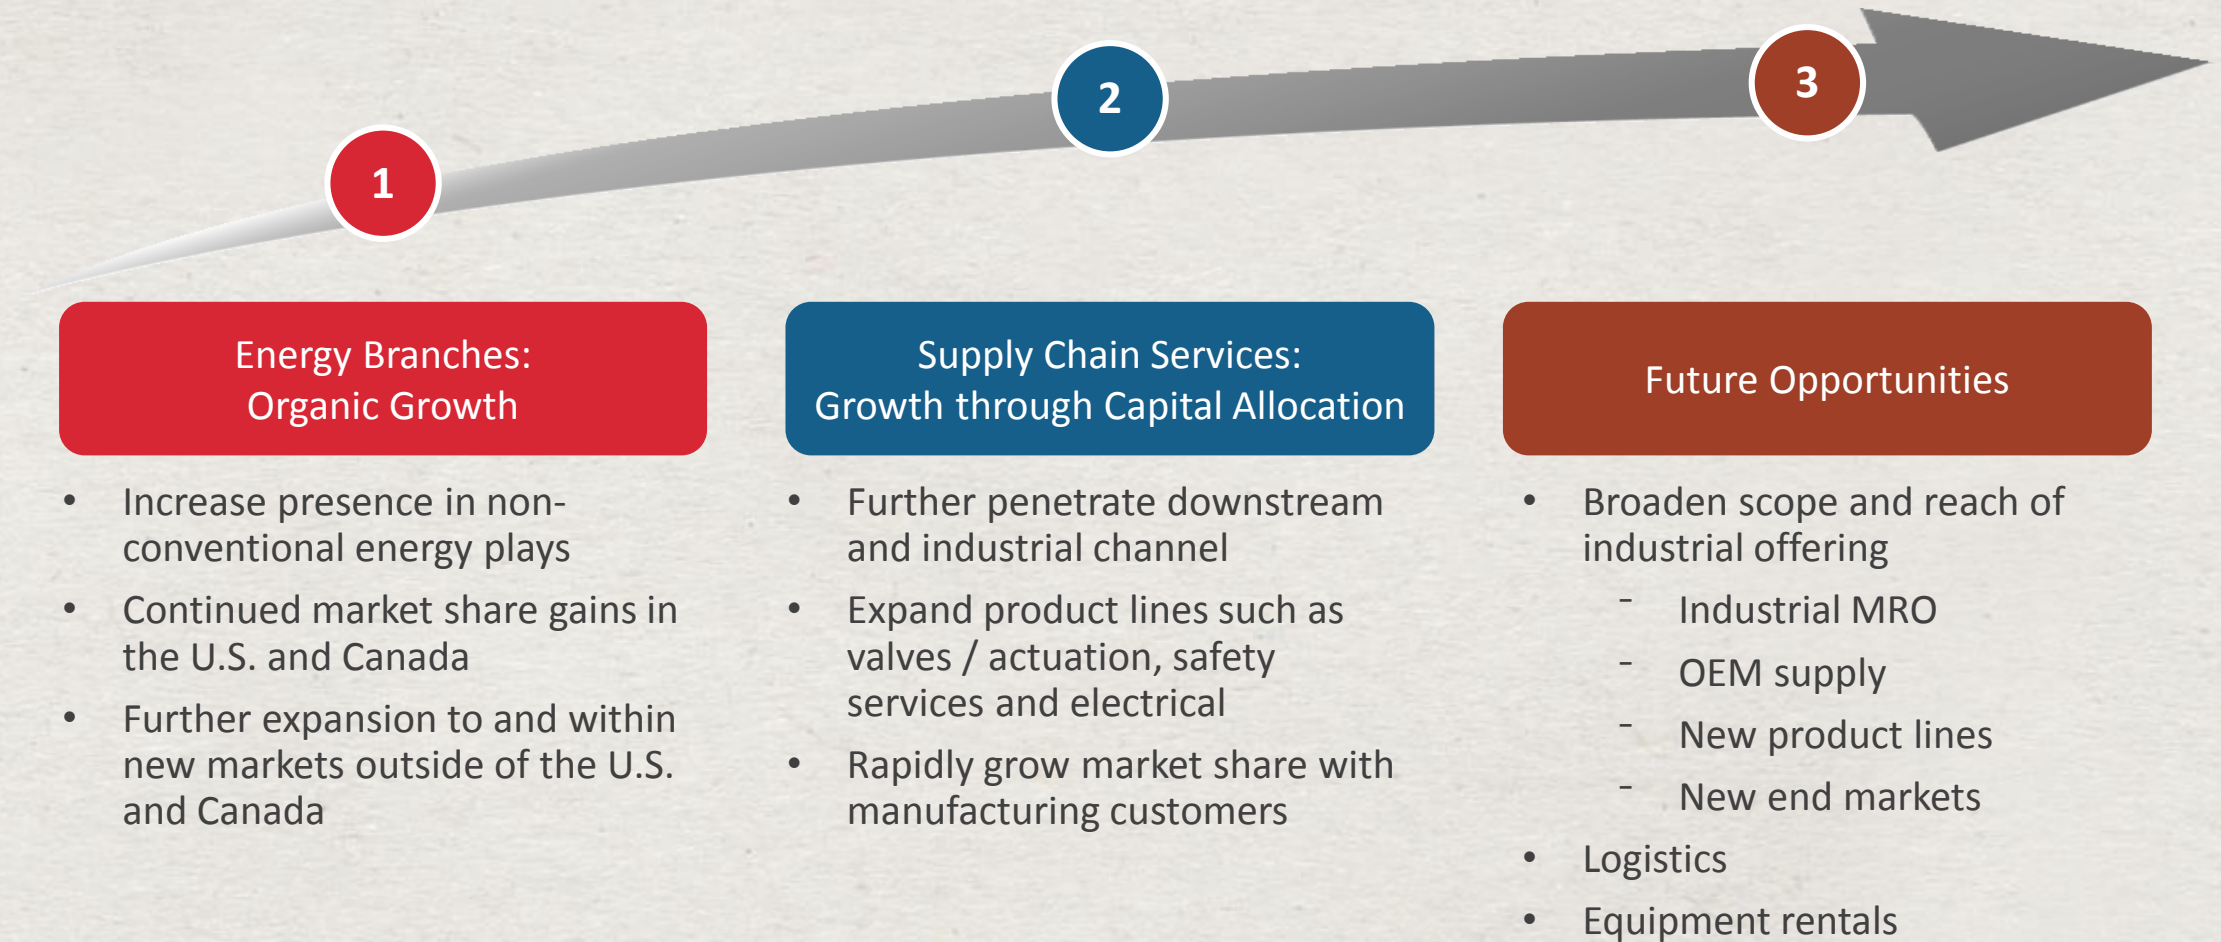 1
2
3
Energy Branches:
Organic Growth
• Increase presence in non-
conventional energy plays
• Continued market share gains in
the U.S. and Canada
• Further expansion to and within
new markets outside of the U.S.
and Canada
Supply Chain Services:
Growth through Capital Allocation
• Further penetrate downstream
and industrial channel
• Expand product lines such as
valves / actuation, safety
services and electrical
• Rapidly grow market share with
manufacturing customers
Future Opportunities
• Broaden scope and reach of
industrial offering
- Industrial MRO
- OEM supply
- New product lines
- New end markets
• Logistics
• Equipment rentals